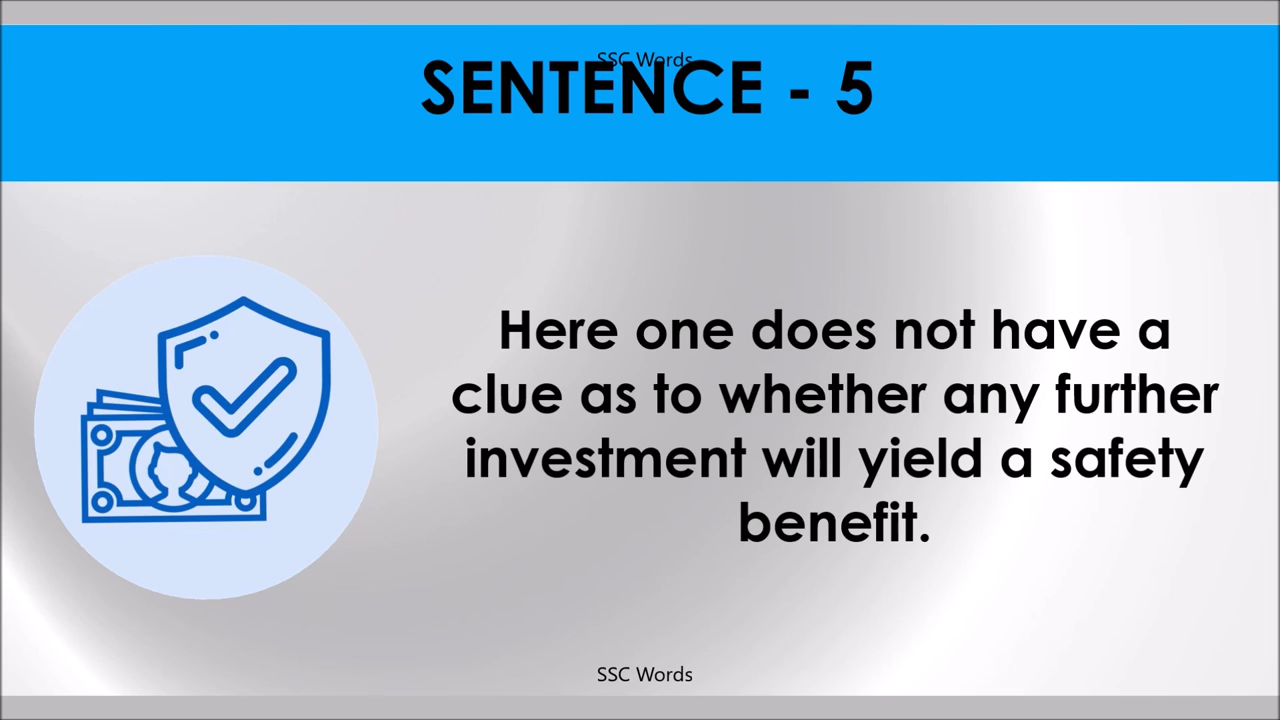 SSC Words
SENTENCE - 5
Here one does not have a
clue as to whether any further
investment will yield a safety
benefit.
SSC Words